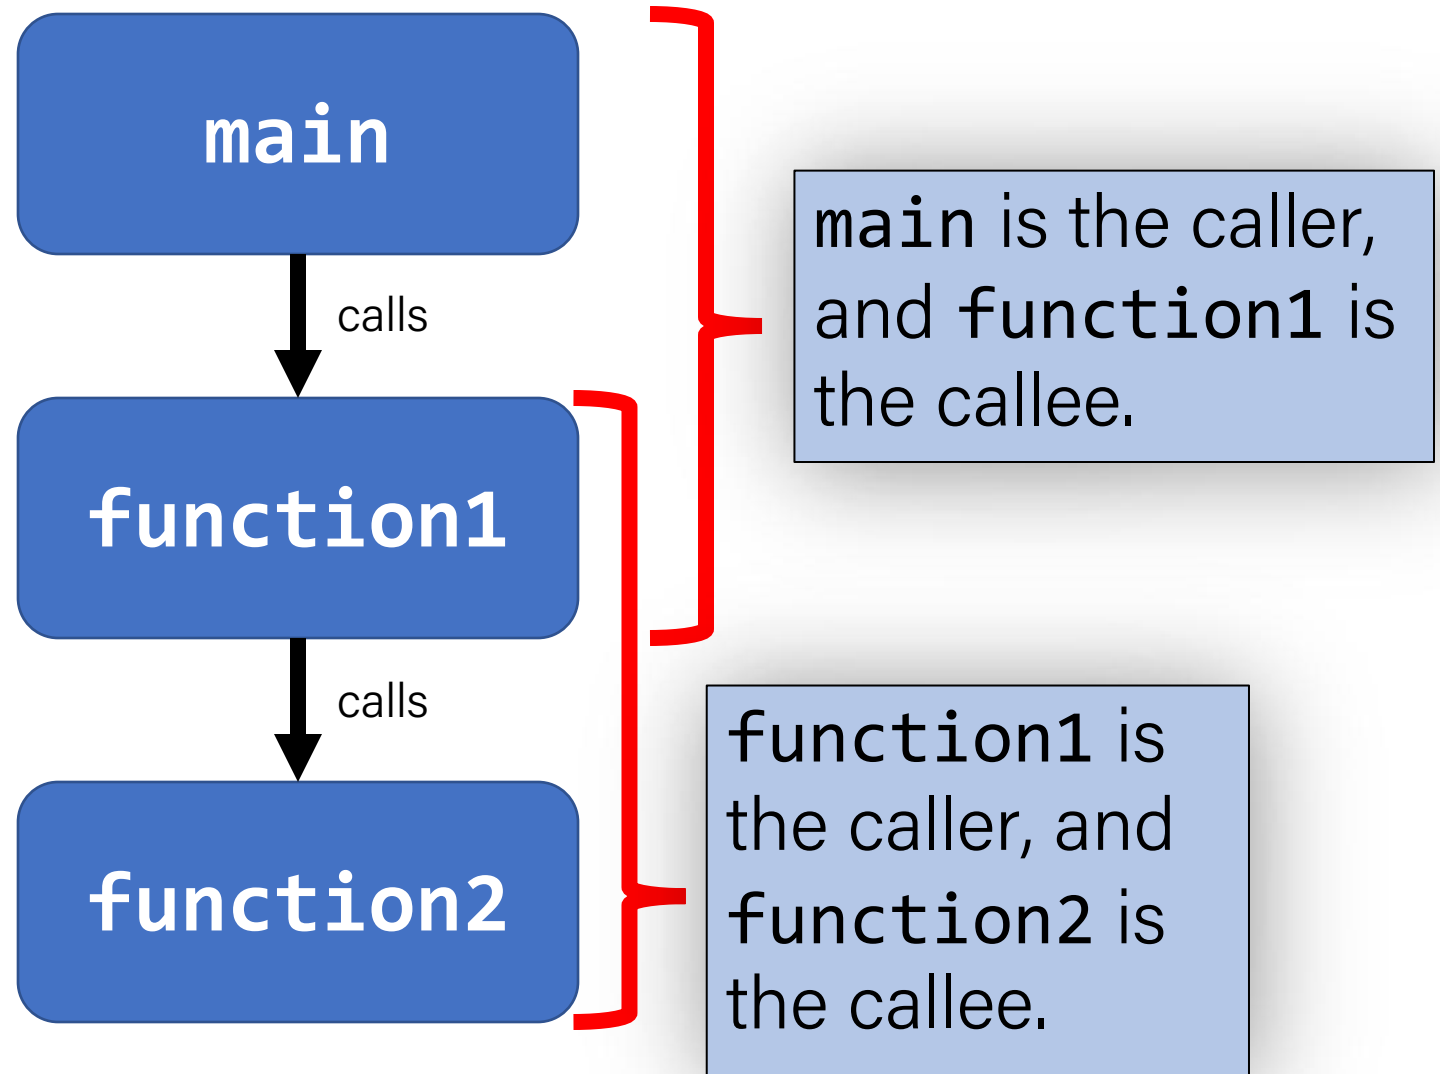 main
calls
function1
calls
function2
main is the caller,
and function1 is
the callee.
function1 is
the caller, and
function2 is
the callee.